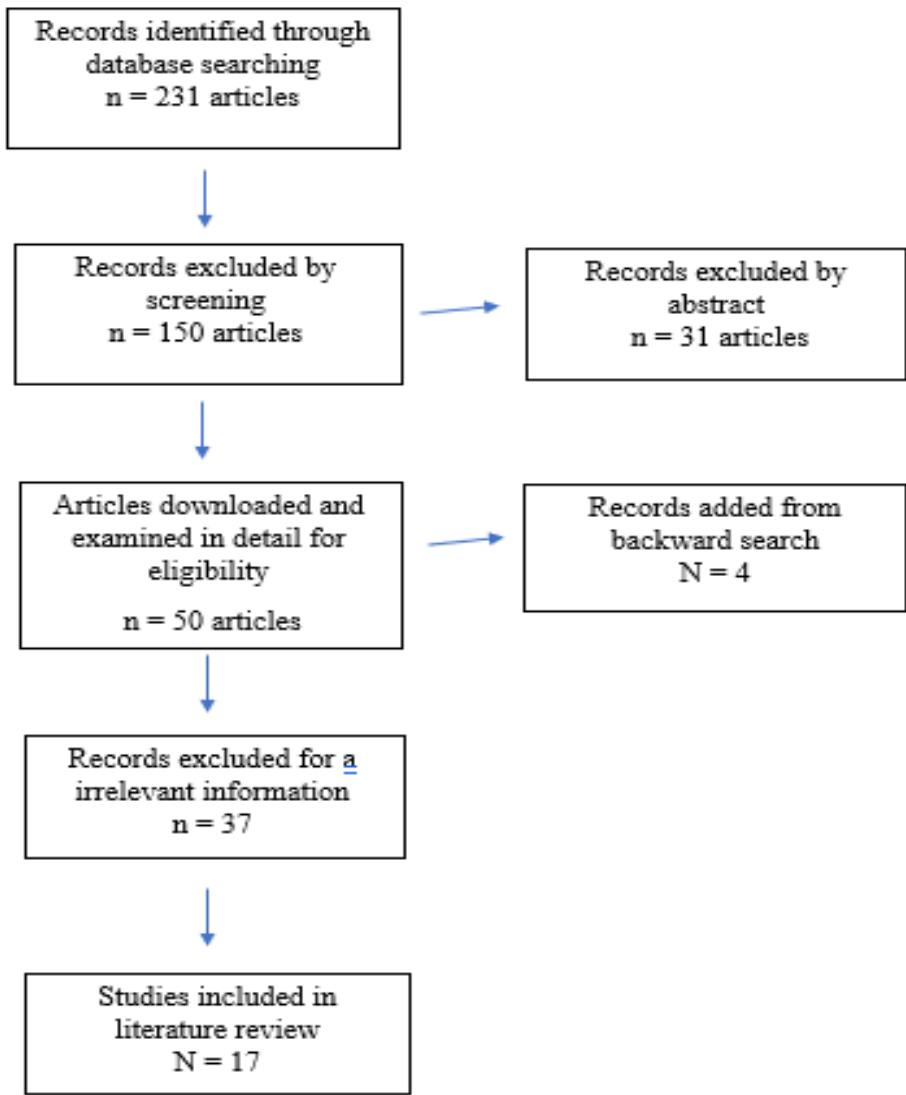 Records identified through
database searching
n = 231 articles
Records excluded by
screening
n = 150 articles
Records excluded by
abstract
n = 31 articles
Articles downloaded and
examined in detail for
eligibility
n = 50 articles
Records added from
backward search
N = 4
Records excluded for a
irrelevant information
n = 37
Studies included in
literature review
N = 17